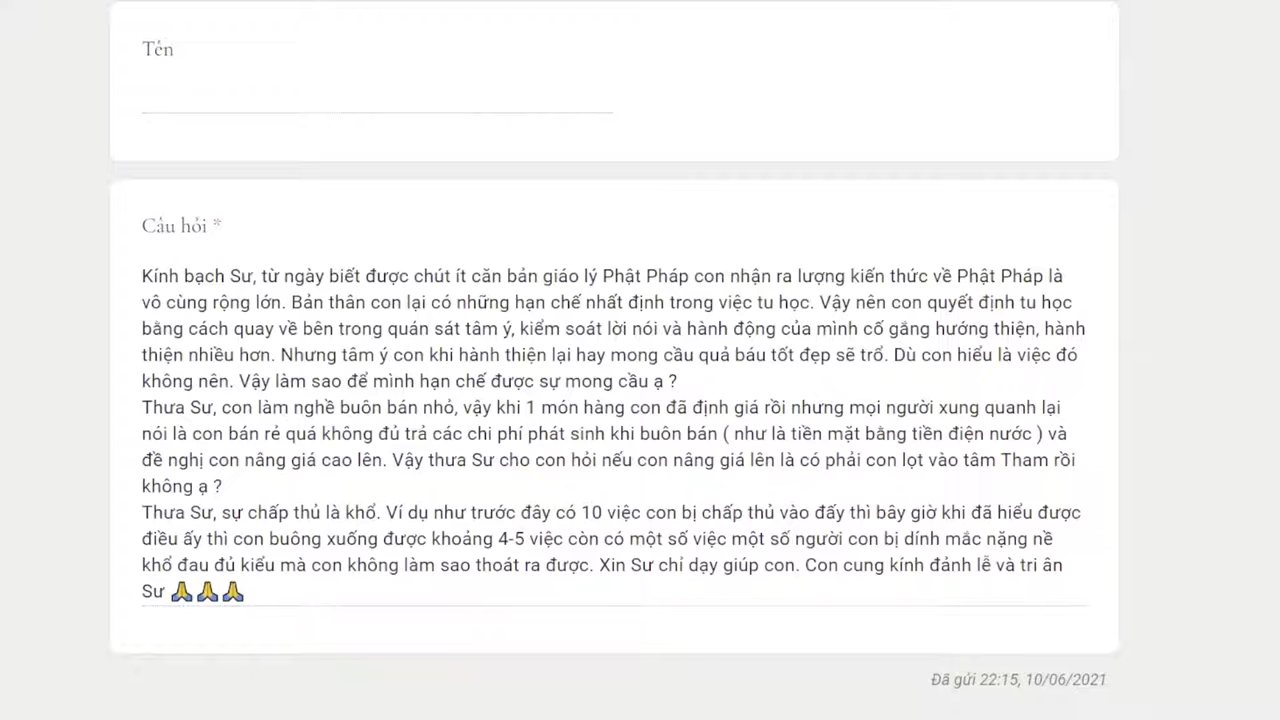 Tên
Câu hỏi *
Kính bạch Sư, từ ngày biết được chút ít căn bản giáo lý Phật Pháp con nhận ra lượng kiến thức về Phật Pháp là
vô cùng rộng lớn. Bản thân con lại có những hạn chế nhất định trong việc tu học. Vậy nên con quyết định tu học
bằng cách quay về bên trong quán sát tâm ý, kiểm soát lời nói và hành động của mình cố gắng hướng thiện, hành
thiện nhiều hơn. Nhưng tâm ý con khi hành thiện lại hay mong cầu quả báu tốt đẹp sẽ trổ. Dù con hiểu là việc đó
không nên. Vậy làm sao để mình hạn chế được sự mong cầu ạ ?
Thưa Sư, con làm nghề buôn bán nhỏ, vậy khi 1 món hàng con đã định giá rồi nhưng mọi người xung quanh lại
nói là con bán rẻ quá không đủ trả các chi phí phát sinh khi buôn bán ( như là tiền mặt bằng tiền điện nước ) và
đề nghị con nâng giá cao lên. Vậy thưa Sư cho con hỏi nếu con nâng giá lên là có phải con lọt vào tâm Tham rồi
không ạ ?
Thưa Sư, sự chấp thủ là khổ. Ví dụ như trước đây có 10 việc con bị chấp thủ vào đấy thì bây giờ khi đã hiểu được
điều ấy thì con buông xuống được khoảng 4-5 việc còn có một số việc một số người con bị dính mắc nặng nề
khổ đau đủ kiểu mà con không làm sao thoát ra được. Xin Sư chỉ dạy giúp con. Con cung kính đảnh lễ và tri ân
Sư 🙏🙏🙏
Đã gửi 22:15, 10/06/2021